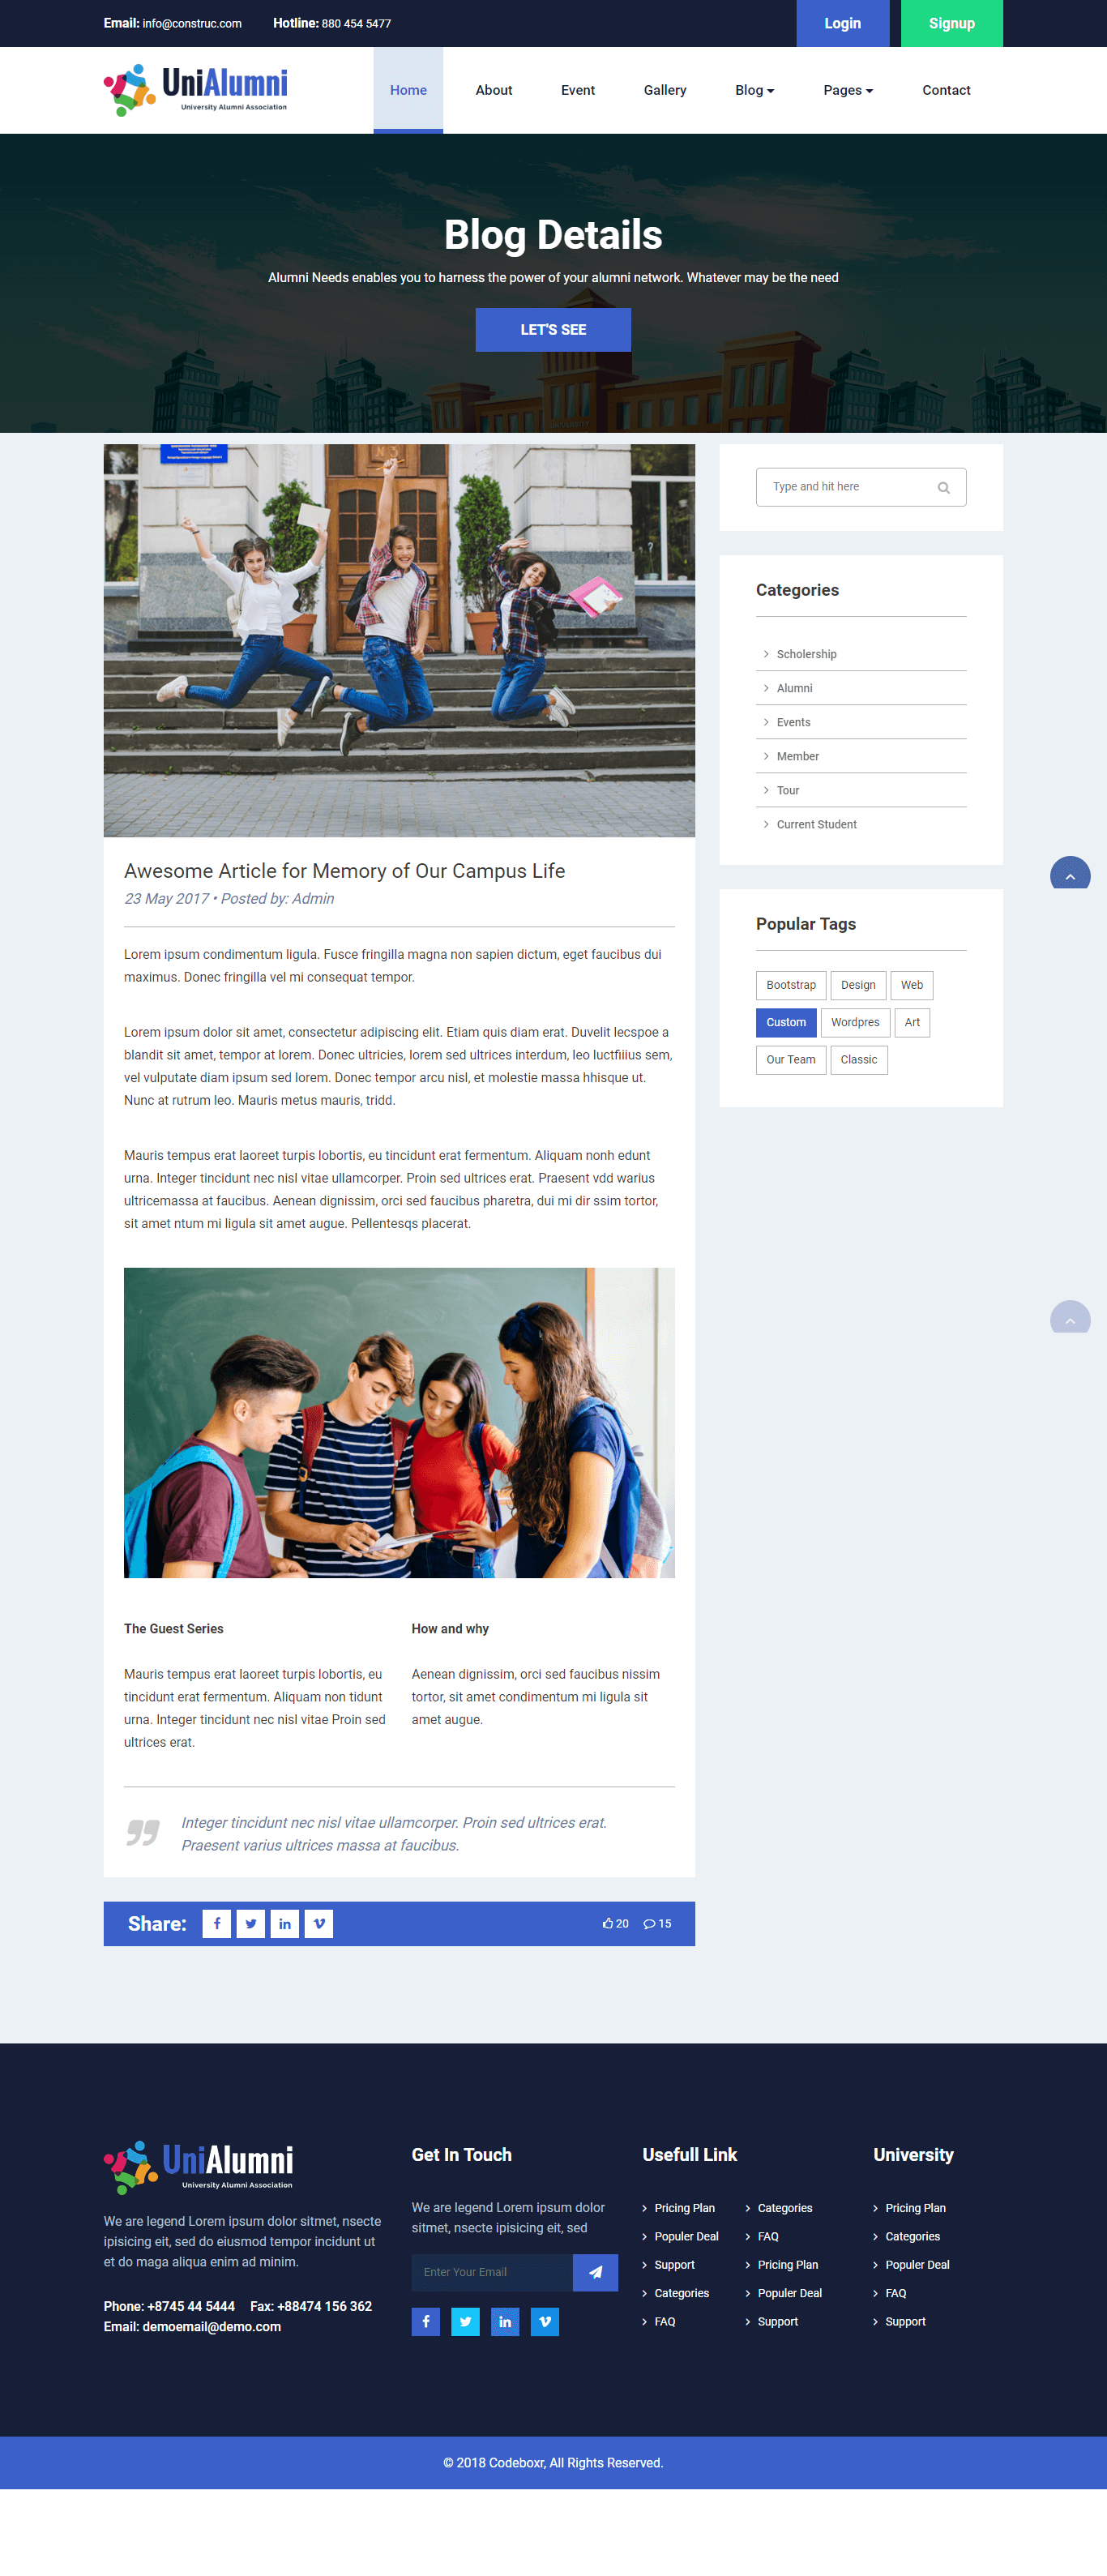 Email: info@construc.com Hotline: 880 454 5477
Login
Signup
UniAlumni
University Alumni Association
Home
About
Event
Gallery
Blog
Pages
Contact
Blog Details
Alumni Needs enables you to harness the power of your alumni network. Whatever may be the need
LET'S SEE
Type and hit here
Categories
Scholership
Alumni
Events
Member
Tour
Current Student
Popular Tags
Bootstrap
Design
Web
Custom
Wordpres
Art
Our Team
Classic
Awesome Article for Memory of Our Campus Life
23 May 2017 • Posted by: Admin
Lorem ipsum condimentum ligula. Fusce fringilla magna non sapien dictum, eget faucibus dui
maximus. Donec fringilla vel mi consequat tempor.
Lorem ipsum dolor sit amet, consectetur adipiscing elit. Etiam quis diam erat. Duvelit lecspoe a
blandit sit amet, tempor at lorem. Donec ultricies, lorem sed ultrices interdum, leo luctfiiius sem,
vel vulputate diam ipsum sed lorem. Donec tempor arcu nisl, et molestie massa hhisque ut.
Nunc at rutrum leo. Mauris metus mauris, tridd.
Mauris tempus erat laoreet turpis lobortis, eu tincidunt erat fermentum. Aliquam nonh edunt
urna. Integer tincidunt nec nisl vitae ullamcorper. Proin sed ultrices erat. Praesent vdd warius
ultricemassa at faucibus. Aenean dignissim, orci sed faucibus pharetra, dui mi dir ssim tortor,
sit amet ntum mi ligula sit amet augue. Pellentesqs placerat.
The Guest Series
Mauris tempus erat laoreet turpis lobortis, eu
tincidunt erat fermentum. Aliquam non tidunt
urna. Integer tincidunt nec nisl vitae Proin sed
ultrices erat.
How and why
Aenean dignissim, orci sed faucibus nissim
tortor, sit amet condimentum mi ligula sit
amet augue.
Integer tincidunt nec nisl vitae ullamcorper. Proin sed ultrices erat.
Praesent varius ultrices massa at faucibus.
Share:
20 15
UniAlumni
University Alumni Association
We are legend Lorem ipsum dolor sitmet, nsecte
ipisicing eit, sed do eiusmod tempor incidunt ut
et do maga aliqua enim ad minim.
Phone: +8745 44 5444 Fax: +88474 156 362
Email: demoemail@demo.com
Get In Touch
We are legend Lorem ipsum dolor
sitmet, nsecte ipisicing eit, sed
Enter Your Email
Usefull Link
Pricing Plan
Populer Deal
Support
Categories
FAQ
Categories
FAQ
Pricing Plan
Populer Deal
Support
University
Pricing Plan
Categories
Populer Deal
FAQ
Support
© 2018 Codeboxr, All Rights Reserved.